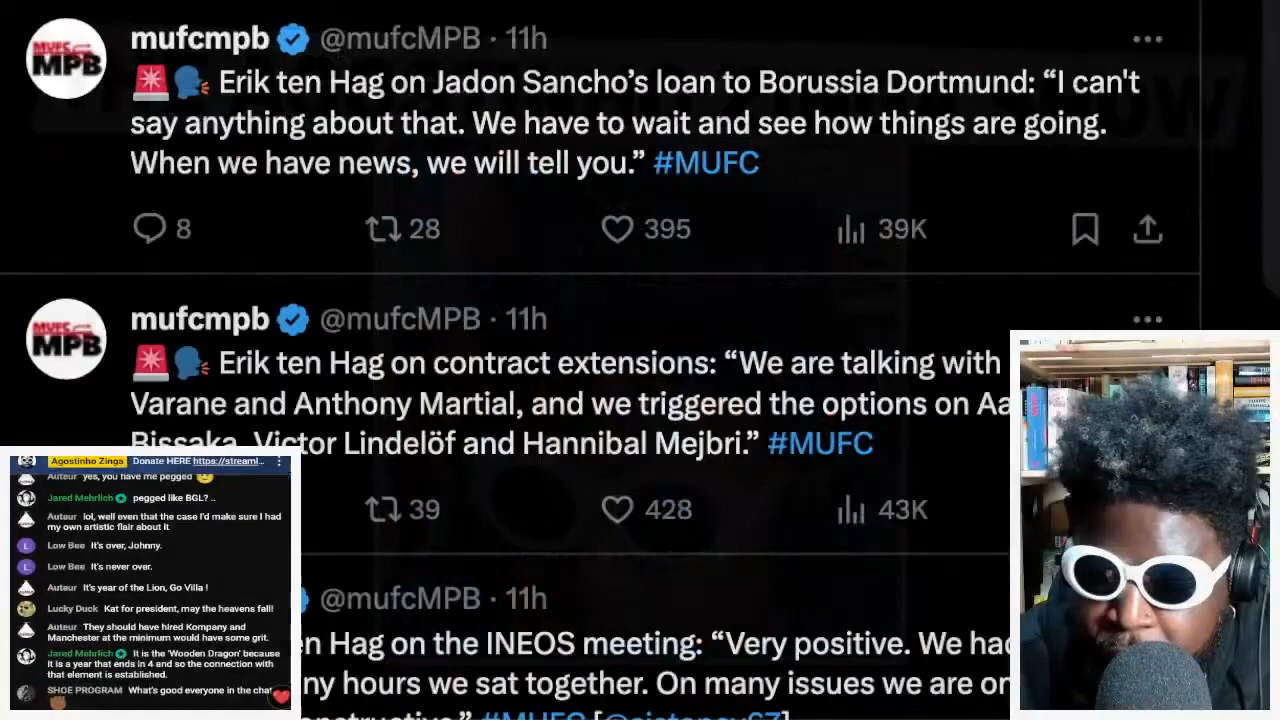 mufcmpb @mufcMPB · 11h
MUFC MPB
🚨🗣️ Erik ten Hag on Jadon Sancho’s loan to Borussia Dortmund: “I can't
say anything about that. We have to wait and see how things are going.
When we have news, we will tell you.” #MUFC
8 28 395 39K
mufcmpb @mufcMPB · 11h
MUFC MPB
🚨🗣️ Erik ten Hag on contract extensions: “We are talking with
Varane and Anthony Martial, and we triggered the options on
Bissaka, Victor Lindelöf and Hannibal Mejbri.” #MUFC
39 428 43K
@mufcMPB · 11h
Hag on the INEOS meeting: “Very positive. We had
hours we sat together. On many issues we are
#MUFC
Agostinho Zinga Donate HERE https://streaml...
Auteur yes, you have me pegged
Jared Mehrlich pegged like BGL? ..
Auteur lol, well even that the case I'd make sure I had
my own artistic flair about it
Low Bee It's over, Johnny.
Low Bee It's never over.
Auteur It's year of the Lion, Go Villa !
Lucky Duck Kat for president, may the heavens fall!
Auteur They should have hired Kompany and
Manchester at the minimum would have some grit.
Jared Mehrlich It is the 'Wooden Dragon' because
it is a year that ends in 4 and so the connection with
that element is established.
SHOE PROGRAM What's good everyone in the chat